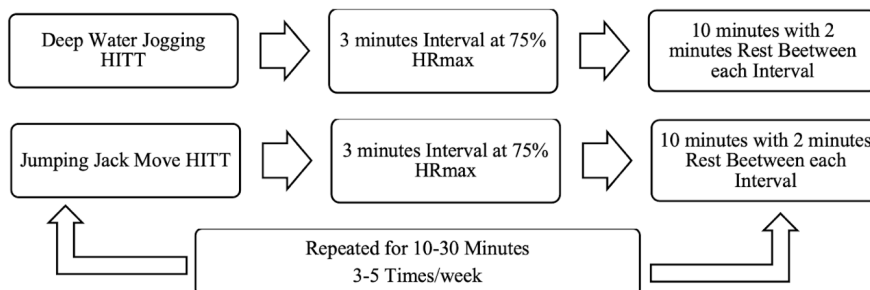 Deep Water Jogging
HITT
3 minutes Interval at 75%
HRmax
10 minutes with 2
minutes Rest Beetween
each Interval
Jumping Jack Move HITT
3 minutes Interval at 75%
HRmax
10 minutes with 2 minutes
Rest Beetween each
Interval
Repeated for 10-30 Minutes
3-5 Times/week